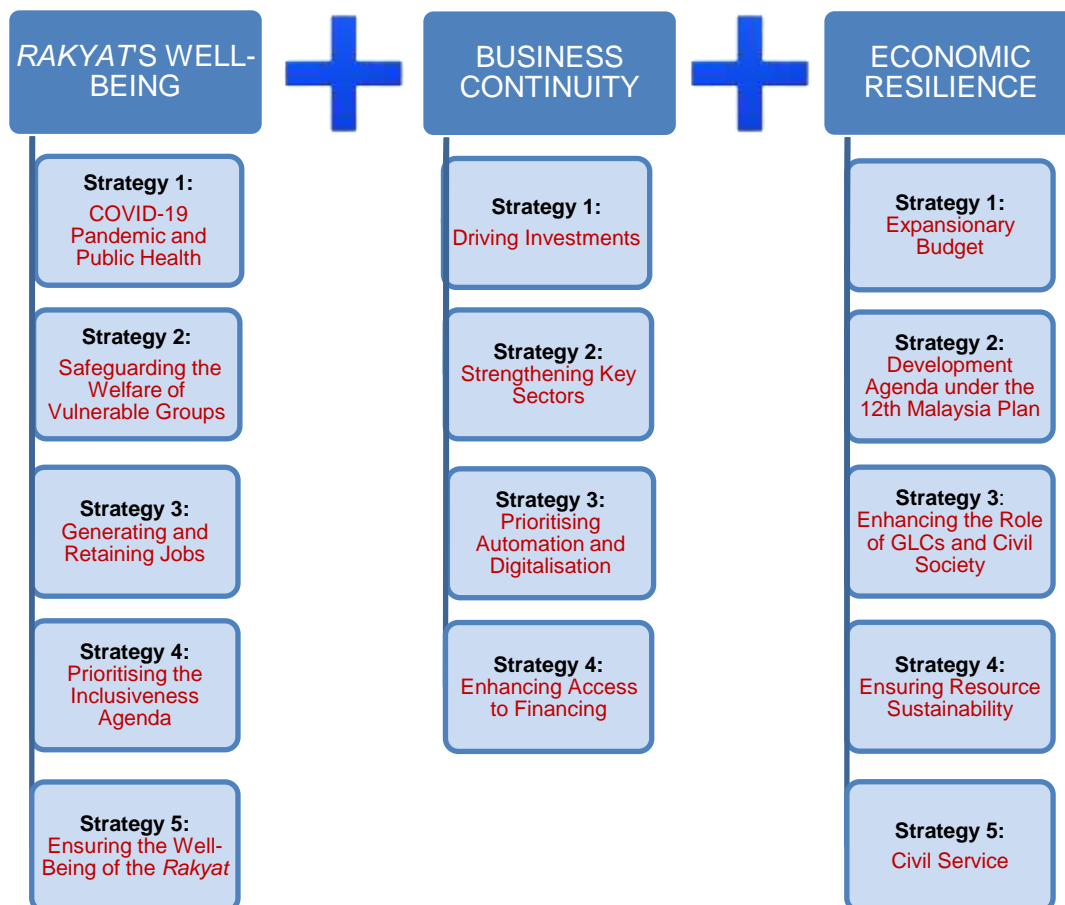 RAKYAT'S WELL-
BEING
Strategy 1:
COVID-19
Pandemic and
Public Health
Strategy 2:
Safeguarding the
Welfare of
Vulnerable Groups
Strategy 3:
Generating and
Retaining Jobs
Strategy 4:
Prioritising the
Inclusiveness
Agenda
Strategy 5:
Ensuring the Well-
Being of the Rakyat
BUSINESS
CONTINUITY
Strategy 1:
Driving Investments
Strategy 2:
Strengthening Key
Sectors
Strategy 3:
Prioritising
Automation and
Digitalisation
Strategy 4:
Enhancing Access
to Financing
ECONOMIC
RESILIENCE
Strategy 1:
Expansionary
Budget
Strategy 2:
Development
Agenda under the
12th Malaysia Plan
Strategy 3:
Enhancing the Role
of GLCs and Civil
Society
Strategy 4:
Ensuring Resource
Sustainability
Strategy 5:
Civil Service